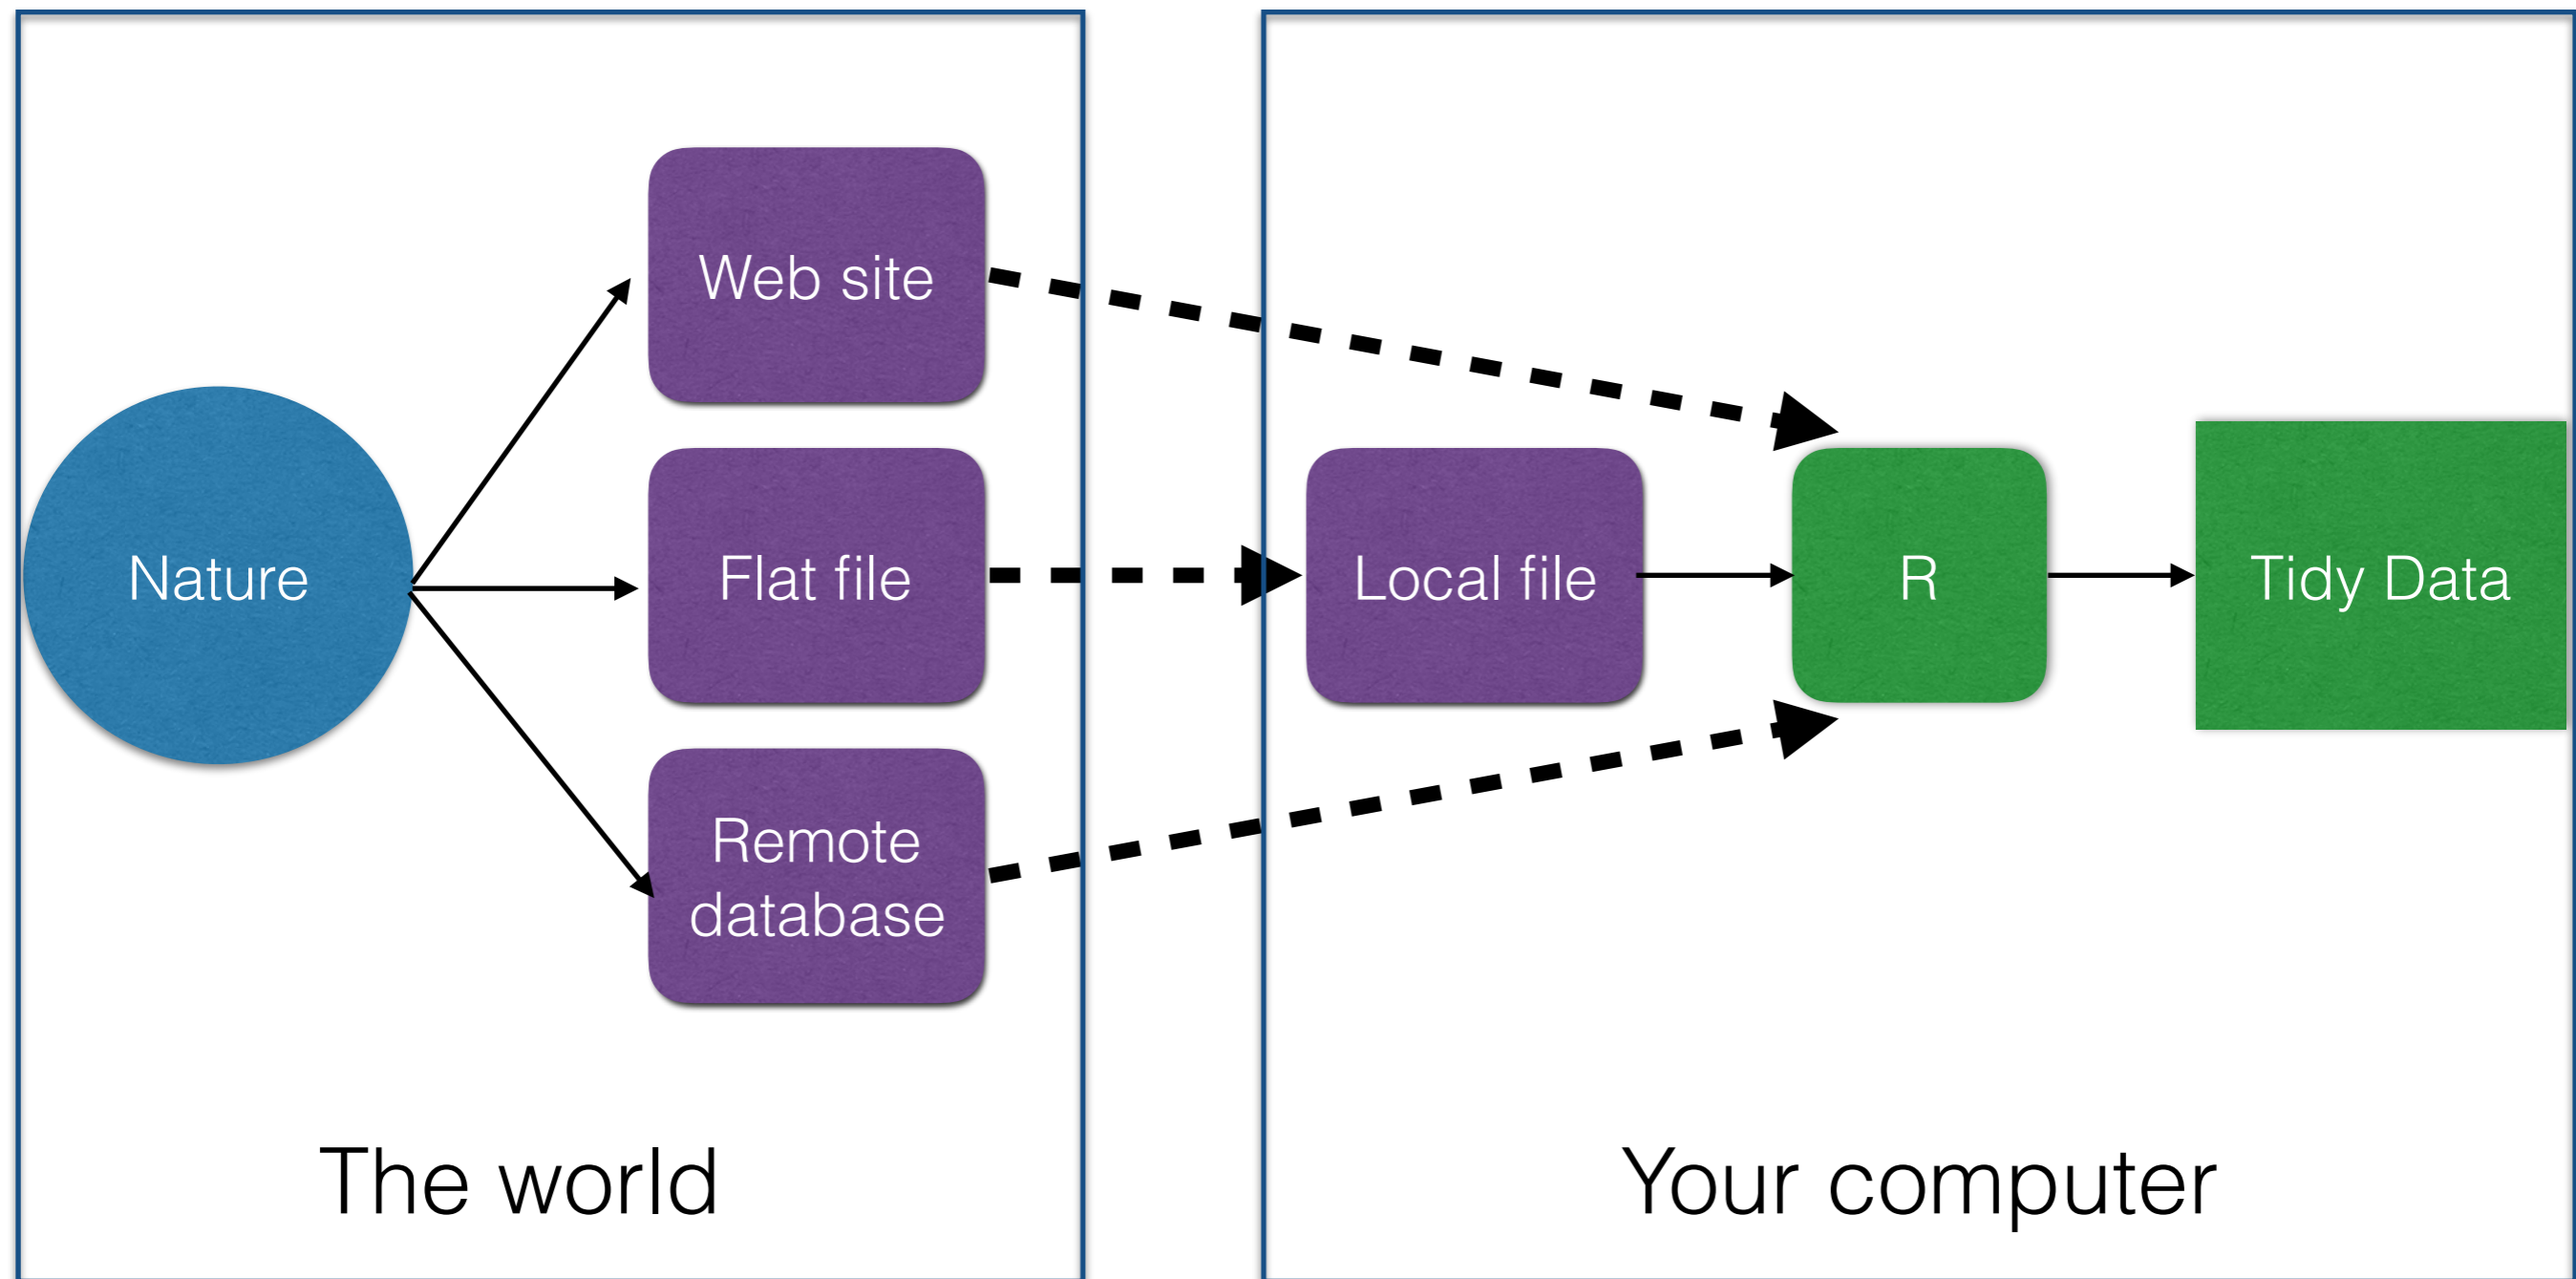 Web site
Nature
Flat file
Local file
R
Tidy Data
Remote
database
The world
Your computer